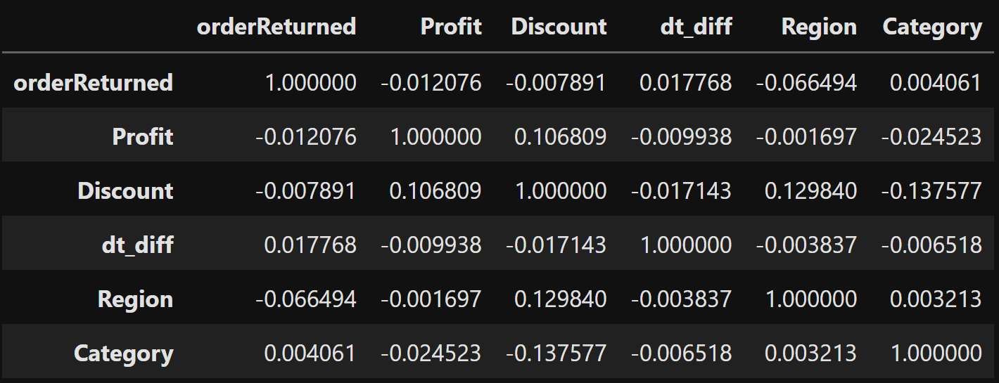 orderReturned Profit Discount dt_diff Region Category
orderReturned 1.000000 -0.012076 -0.007891 0.017768 -0.066494 0.004061
Profit -0.012076 1.000000 0.106809 -0.009938 -0.001697 -0.024523
Discount -0.007891 0.106809 1.000000 -0.017143 0.129840 -0.137577
dt_diff 0.017768 -0.009938 -0.017143 1.000000 -0.003837 -0.006518
Region -0.066494 -0.001697 0.129840 -0.003837 1.000000 0.003213
Category 0.004061 -0.024523 -0.137577 -0.006518 0.003213 1.000000